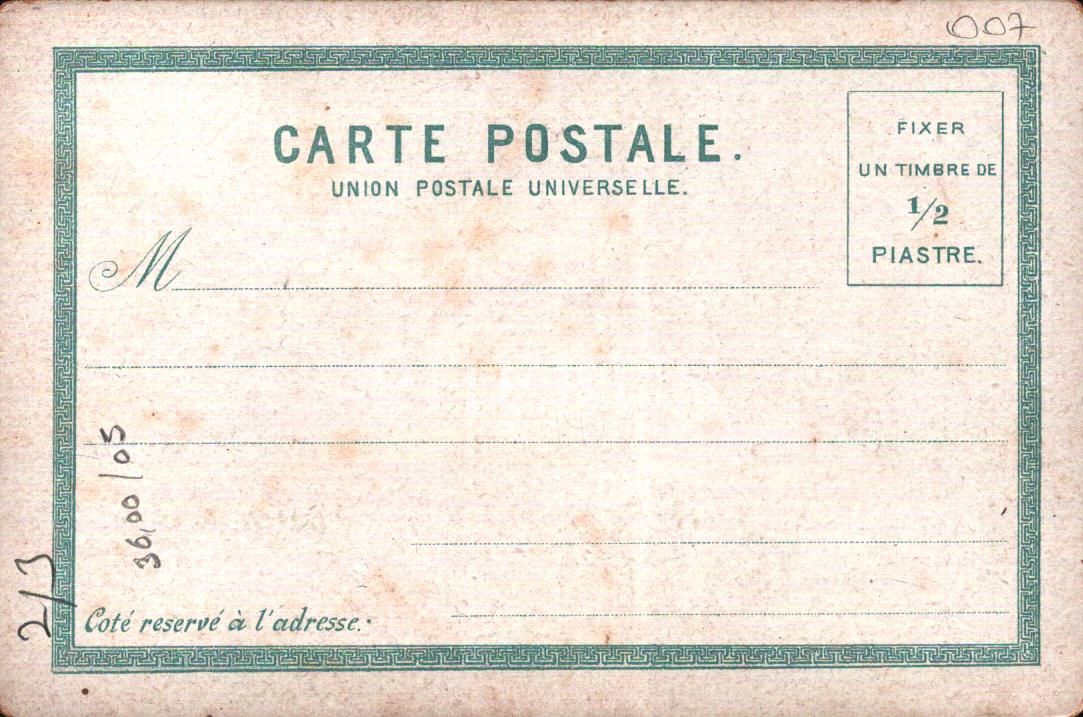 007
CARTE POSTALE.
UNION POSTALE UNIVERSELLE.
FIXER
UN TIMBRE DE
1/2
PIASTRE.
M
36,00/05
2/3
Coté reservé à l'adresse.